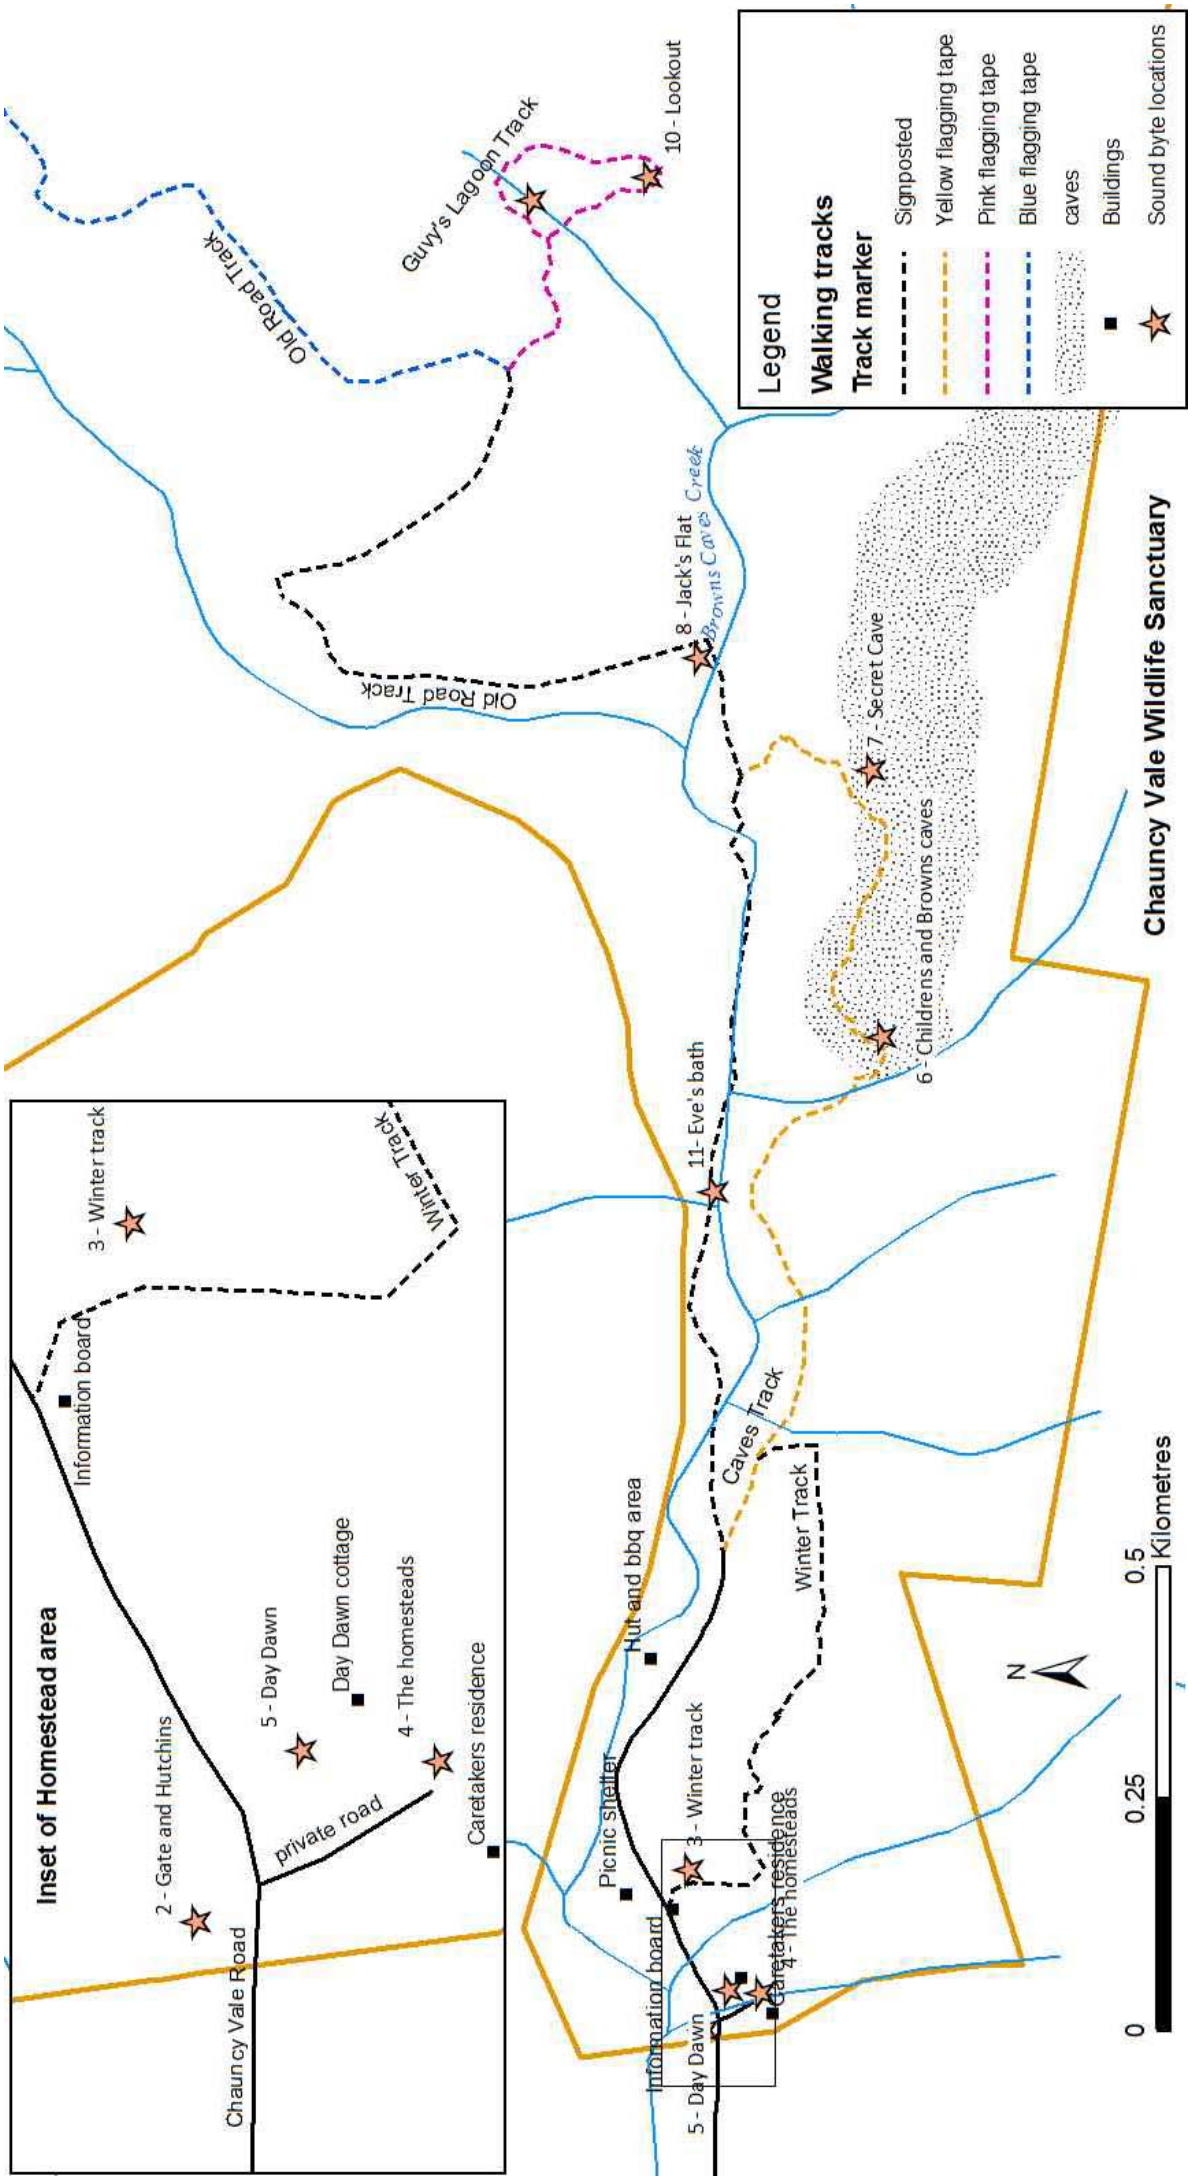 Inset of Homestead area
2 - Gate and Hutchins
Chauncy Vale Road
private road
5 - Day Dawn
Day Dawn cottage
4 - The homesteads
Caretakers residence
Information board
3 - Winter track
Winter Track
Old Road Track
Guvy's Lagoon Track
10 - Lookout
Old Road Track
8 - Jack's Flat
Browns Caves Creek
11- Eve's bath
7 - Secret Cave
6 - Childrens and Browns caves
Hut and bbq area
Caves Track
Winter Track
Picnic shelter
3 - Winter track
Information board
5 - Day Dawn
Caretakers residence
4 - The homesteads
N
0
0.25
0.5
Kilometres
Chauncy Vale Wildlife Sanctuary
Legend
Walking tracks
Track marker
Signposted
Yellow flagging tape
Pink flagging tape
Blue flagging tape
caves
Buildings
Sound byte locations